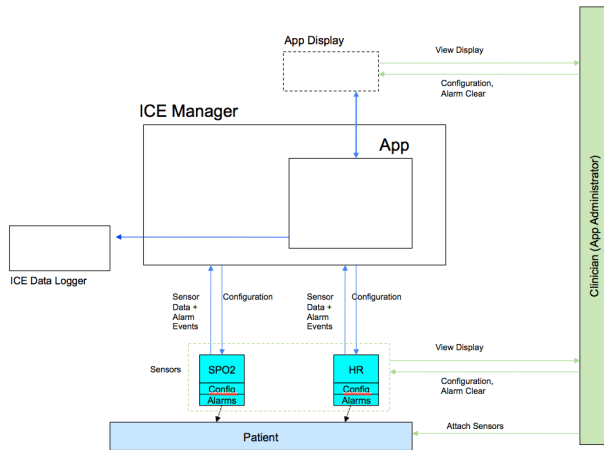 App Display
View Display
Configuration,
Alarm Clear
ICE Manager
App
Clinician (App Administrator)
ICE Data Logger
Sensor
Data +
Alarm
Events
Configuration
Sensor
Data +
Alarm
Events
Configuration
Sensors
SPO2
Config
Alarms
HR
Config
Alarms
View Display
Configuration,
Alarm Clear
Attach Sensors
Patient